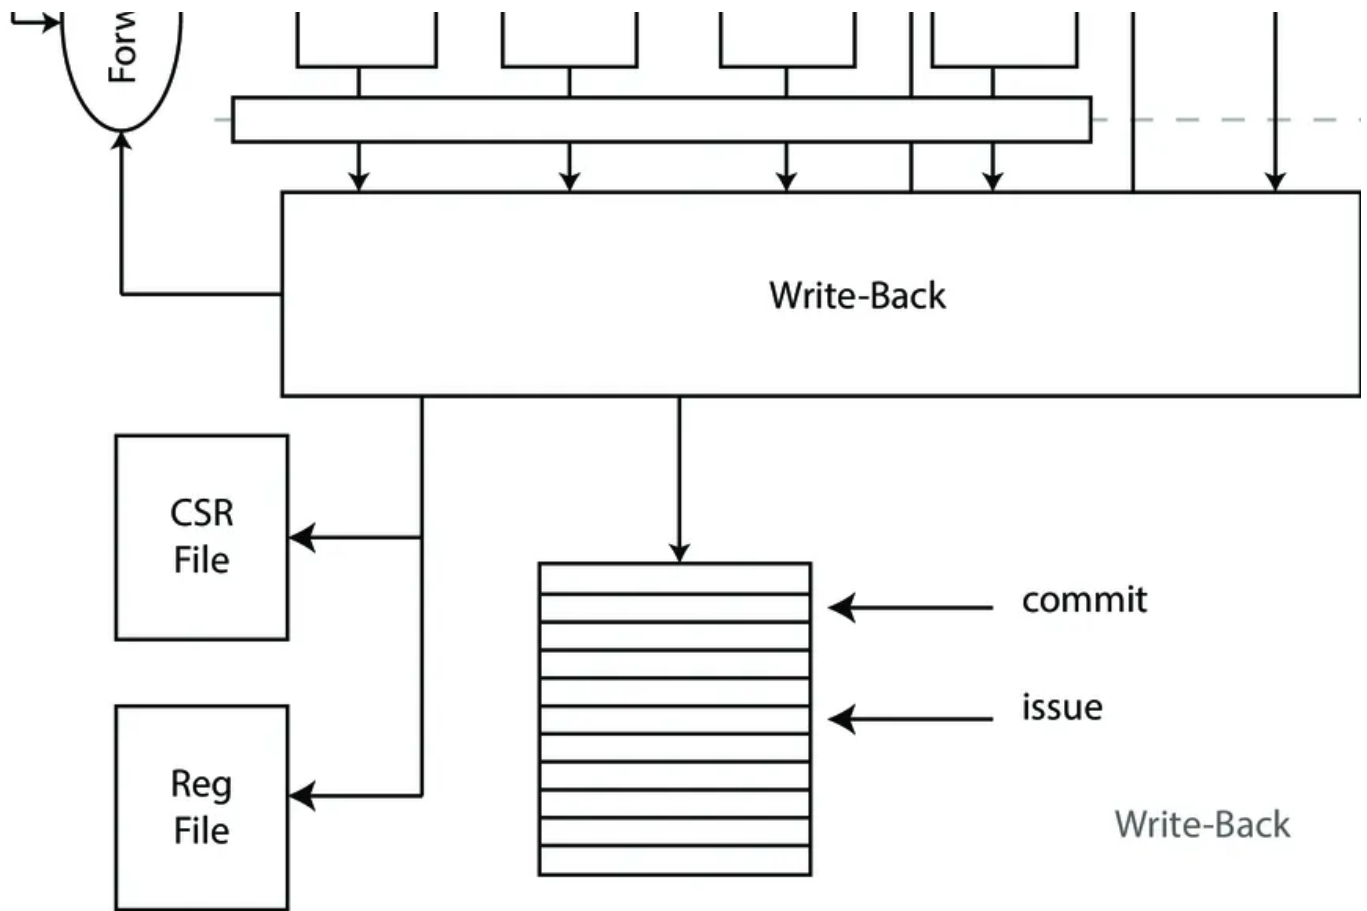 Forw
Write-Back
CSR
File
commit
issue
Reg
File
Write-Back